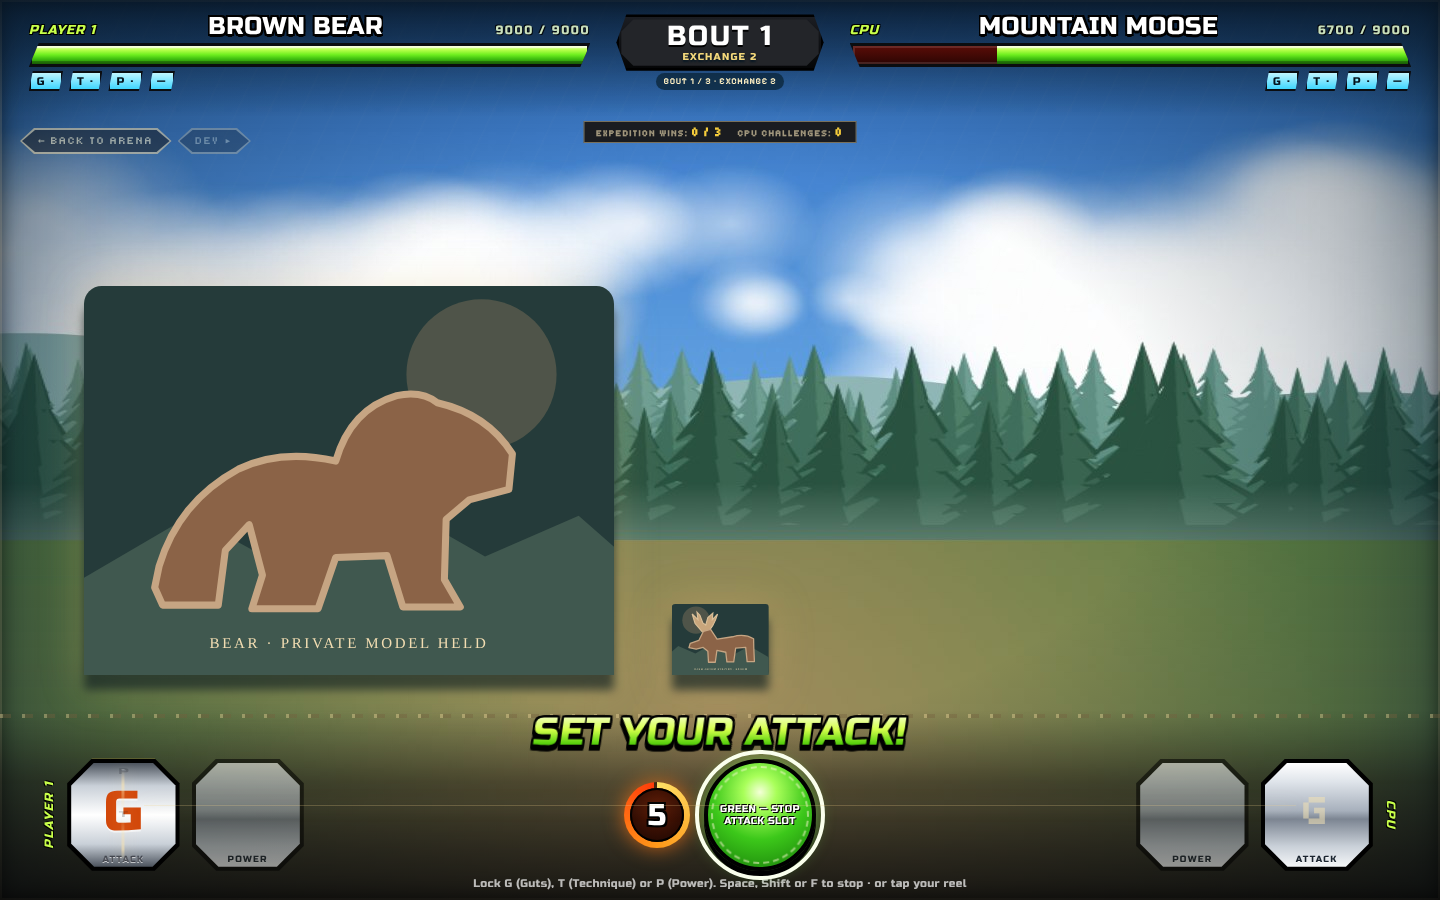 PLAYER 1
BROWN BEAR
9000 / 9000
BOUT 1
EXCHANGE 2
BOUT 1 / 3 · EXCHANGE 2
CPU
MOUNTAIN MOOSE
6700 / 9000
G ·
T ·
P ·
—
G ·
T ·
P ·
—
← BACK TO ARENA
DEV ▸
EXPEDITION WINS: 0 / 3 CPU CHALLENGES: 0
BEAR · PRIVATE MODEL HELD
SET YOUR ATTACK!
PLAYER 1
P
G
ATTACK
POWER
5
GREEN — STOP
ATTACK SLOT
POWER
G
ATTACK
CPU
Lock G (Guts), T (Technique) or P (Power). Space, Shift or F to stop · or tap your reel